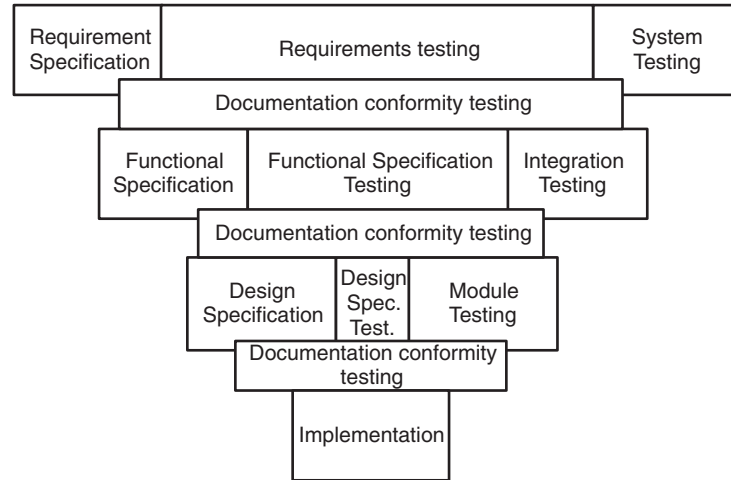 Requirement
Specification
Requirements testing
System
Testing
Documentation conformity testing
Functional
Specification
Functional Specification
Testing
Integration
Testing
Documentation conformity testing
Design
Specification
Design
Spec.
Test.
Module
Testing
Documentation conformity
testing
Implementation